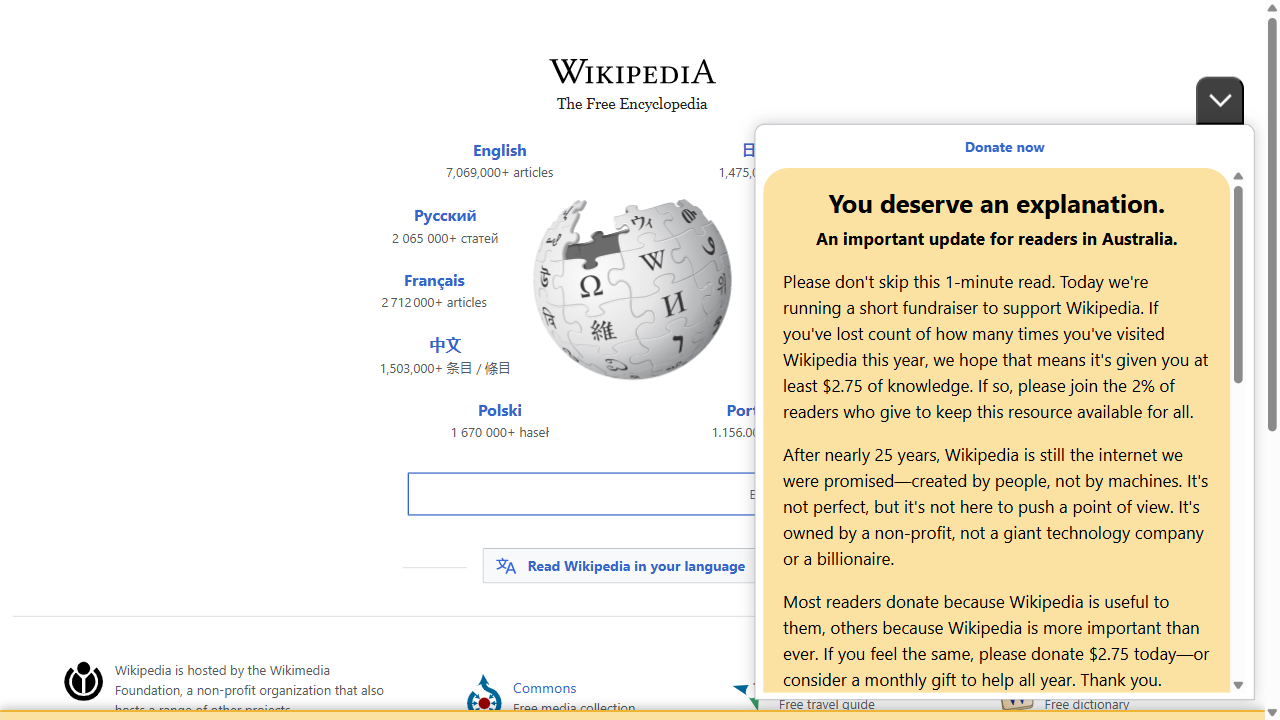 WIKIPEDIA
The Free Encyclopedia
English
7,069,000+ articles
日
1,475,
Русский
2 065 000+ статей
Français
2 712 000+ articles
中文
1,503,000+ 条目 / 條目
Polski
1 670 000+ haseł
Port
1.156.0
Read Wikipedia in your language
Wikipedia is hosted by the Wikimedia
Foundation, a non-profit organization that also
hosts a range of other projects.
Commons
Free media collection
Free travel guide
Free dictionary
Donate now
You deserve an explanation.
An important update for readers in Australia.
Please don't skip this 1-minute read. Today we're
running a short fundraiser to support Wikipedia. If
you've lost count of how many times you've visited
Wikipedia this year, we hope that means it's given you at
least $2.75 of knowledge. If so, please join the 2% of
readers who give to keep this resource available for all.
After nearly 25 years, Wikipedia is still the internet we
were promised—created by people, not by machines. It's
not perfect, but it's not here to push a point of view. It's
owned by a non-profit, not a giant technology company
or a billionaire.
Most readers donate because Wikipedia is useful to
them, others because Wikipedia is more important than
ever. If you feel the same, please donate $2.75 today—or
consider a monthly gift to help all year. Thank you.